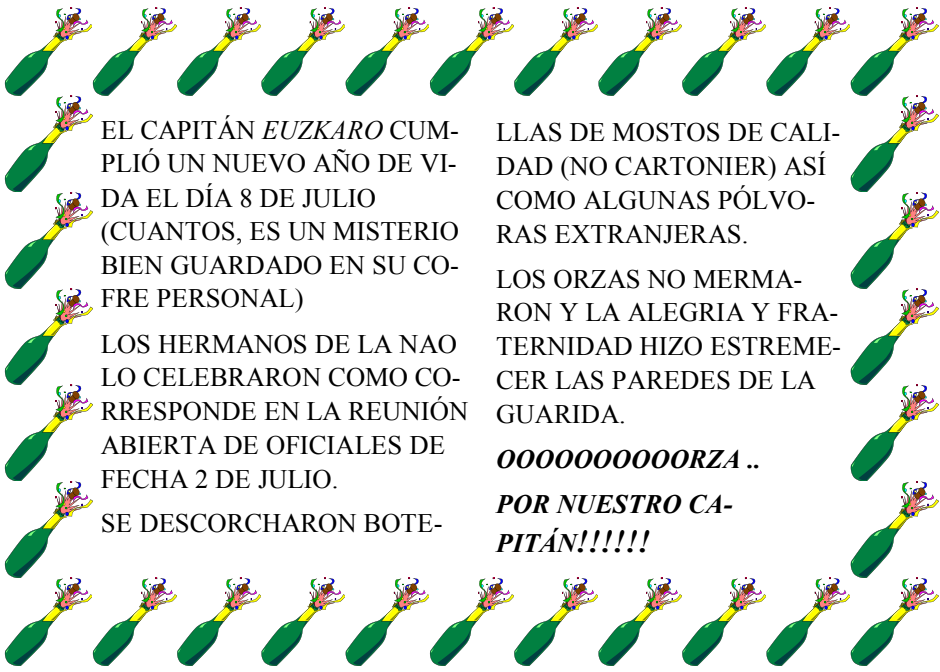 EL CAPITÁN EUZKARO CUM-
PLIÓ UN NUEVO AÑO DE VI-
DA EL DÍA 8 DE JULIO
(CUANTOS, ES UN MISTERIO
BIEN GUARDADO EN SU CO-
FRE PERSONAL)
LOS HERMANOS DE LA NAO
LO CELEBRARON COMO CO-
RRESPONDE EN LA REUNIÓN
ABIERTA DE OFICIALES DE
FECHA 2 DE JULIO.
SE DESCORCHARON BOTE-
LLAS DE MOSTOS DE CALI-
DAD (NO CARTONIER) ASÍ
COMO ALGUNAS PÓLVO-
RAS EXTRANJERAS.
LOS ORZAS NO MERMA-
RON Y LA ALEGRIA Y FRA-
TERNIDAD HIZO ESTREME-
CER LAS PAREDES DE LA
GUARIDA.
OOOOOOOOOORZA ..
POR NUESTRO CA-
PITÁN!!!!!!